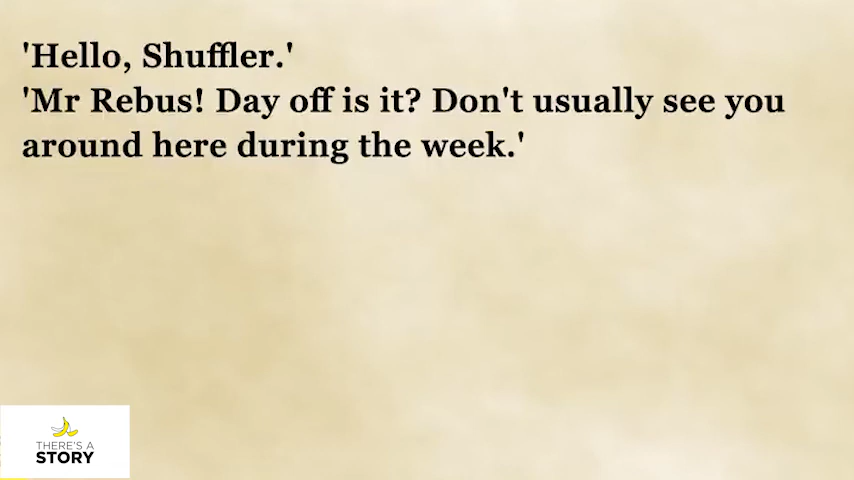 'Hello, Shuffler.'
'Mr Rebus! Day off is it? Don't usually see you
around here during the week.'
THERE'S A
STORY